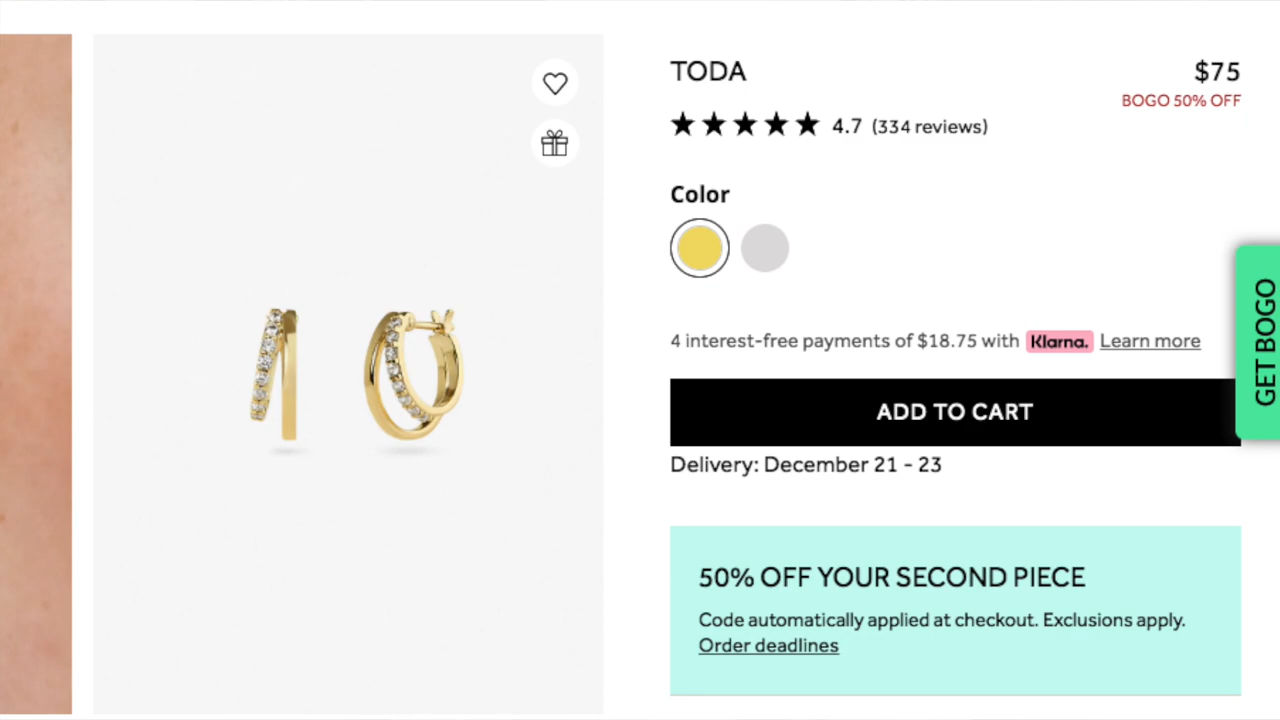 TODA
$75
BOGO 50% OFF
4.7 (334 reviews)
Color
4 interest-free payments of $18.75 with Klarna. Learn more
ADD TO CART
GET BOGO
Delivery: December 21 - 23
50% OFF YOUR SECOND PIECE
Code automatically applied at checkout. Exclusions apply.
Order deadlines